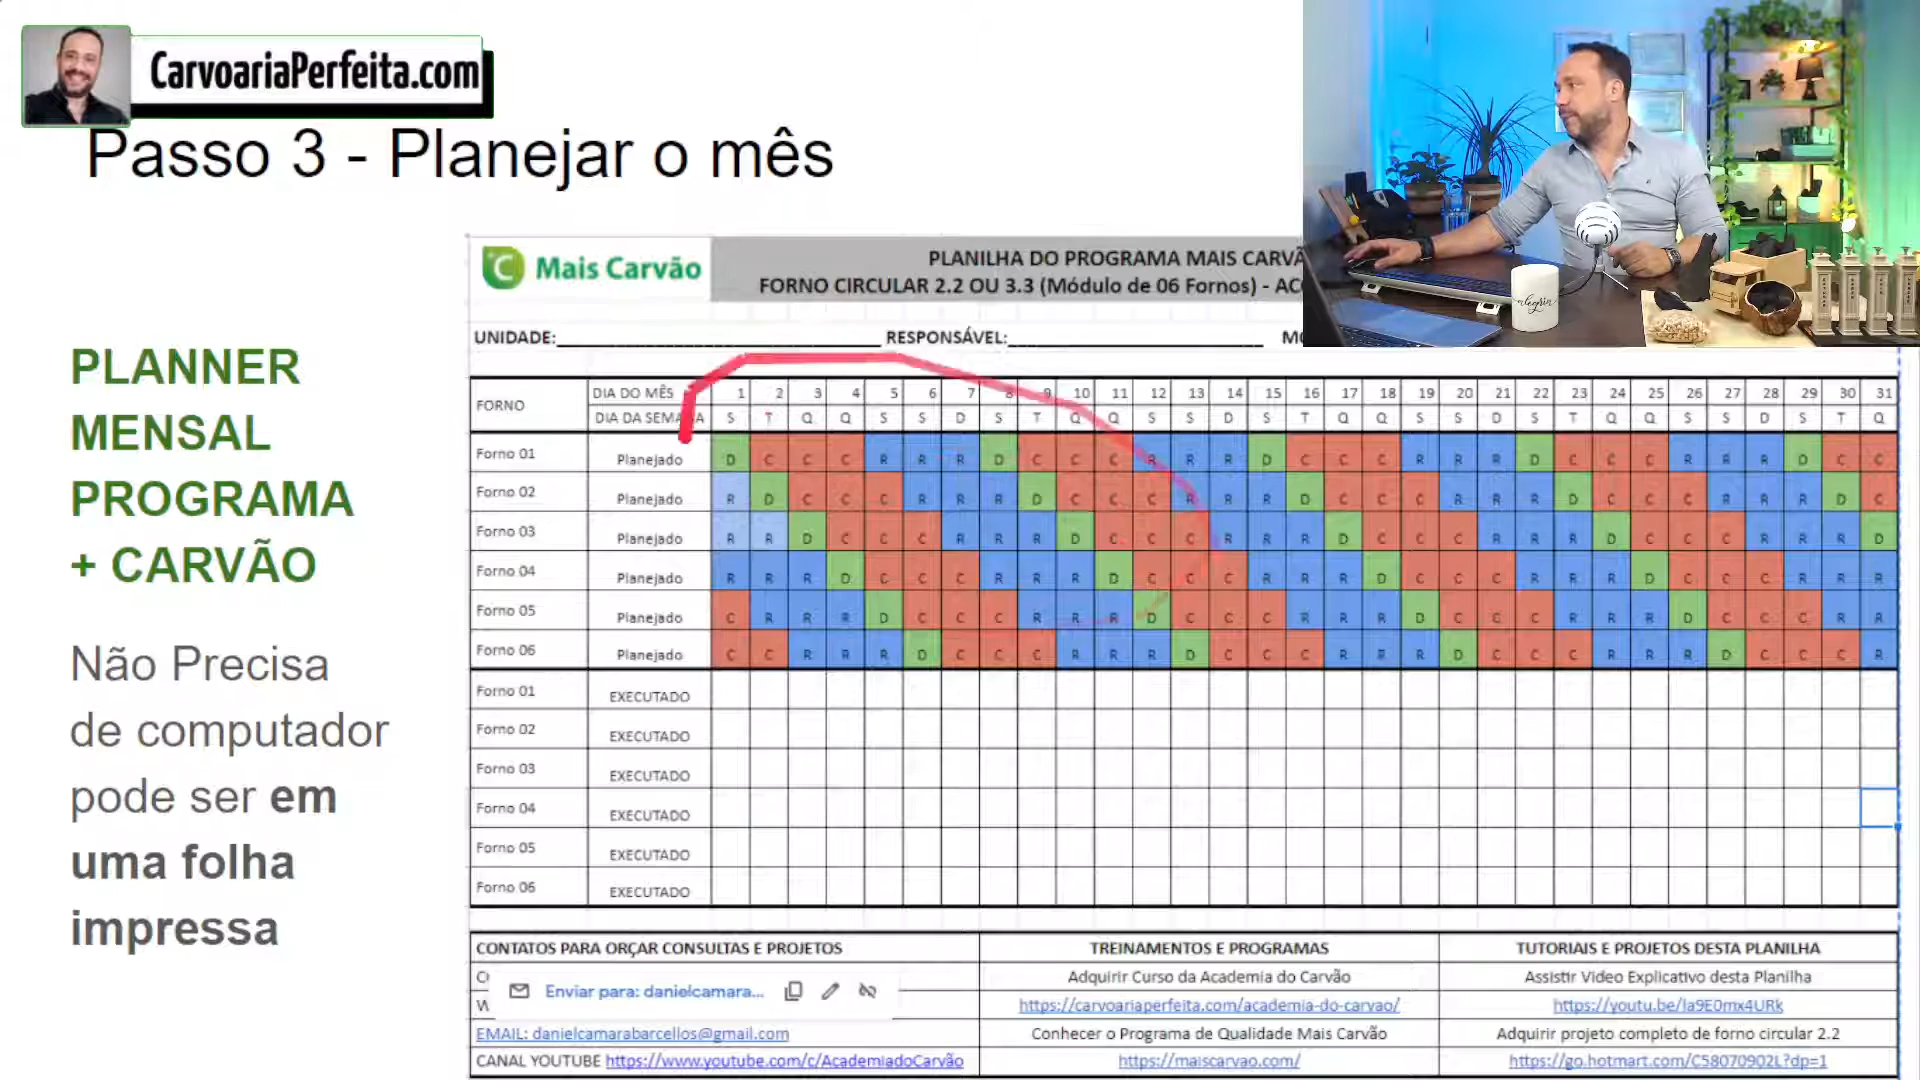 CarvoariaPerfeita.com
Passo 3 - Planejar o mês
PLANNER
MENSAL
PROGRAMA
+ CARVÃO
Não Precisa
de computador
pode ser em
uma folha
impressa
Mais Carvão
PLANILHA DO PROGRAMA MAIS CARVÃ
FORNO CIRCULAR 2.2 OU 3.3 (Módulo de 06 Fornos) - AC
UNIDADE: RESPONSÁVEL: MO
FORNO DIA DO MÊS 1 2 3 4 5 6 7 8 9 10 11 12 13 14 15 16 17 18 19 20 21 22 23 24 25 26 27 28 29 30 31
DIA DA SEMANA S T Q Q S S D S T Q Q S S D S T Q Q S S D S T Q Q S S D S T Q
Forno 01 Planejado D C C C R R R D C C C R R R D C C C R R R D C C C R R R D C C
Forno 02 Planejado R D C C C R R R D C C C R R R D C C C R R R D C C C R R R D C
Forno 03 Planejado R R D C C C R R R D C C C R R R D C C C R R R D C C C R R R D
Forno 04 Planejado R R R D C C C R R R D C C C R R R D C C C R R R D C C C R R R
Forno 05 Planejado C R R R D C C C R R R D C C C R R R D C C C R R R D C C C R R
Forno 06 Planejado C C R R R D C C C R R R D C C C R R R D C C C R R R D C C C R
Forno 01 EXECUTADO
Forno 02 EXECUTADO
Forno 03 EXECUTADO
Forno 04 EXECUTADO
Forno 05 EXECUTADO
Forno 06 EXECUTADO
CONTATOS PARA ORÇAR CONSULTAS E PROJETOS TREINAMENTOS E PROGRAMAS TUTORIAIS E PROJETOS DESTA PLANILHA
Adquirir Curso da Academia do Carvão Assistir Video Explicativo desta Planilha
Enviar para: danielcamara...
W https://carvoariaperfeita.com/academia-do-carvao/ https://youtu.be/Ia9E0mx4URk
EMAIL: danielcamarabarcellos@gmail.com Conhecer o Programa de Qualidade Mais Carvão Adquirir projeto completo de forno circular 2.2
CANAL YOUTUBE https://www.youtube.com/c/AcademiadoCarvão https://maiscarvao.com/ https://go.hotmart.com/C58070902L?dp=1
alegria